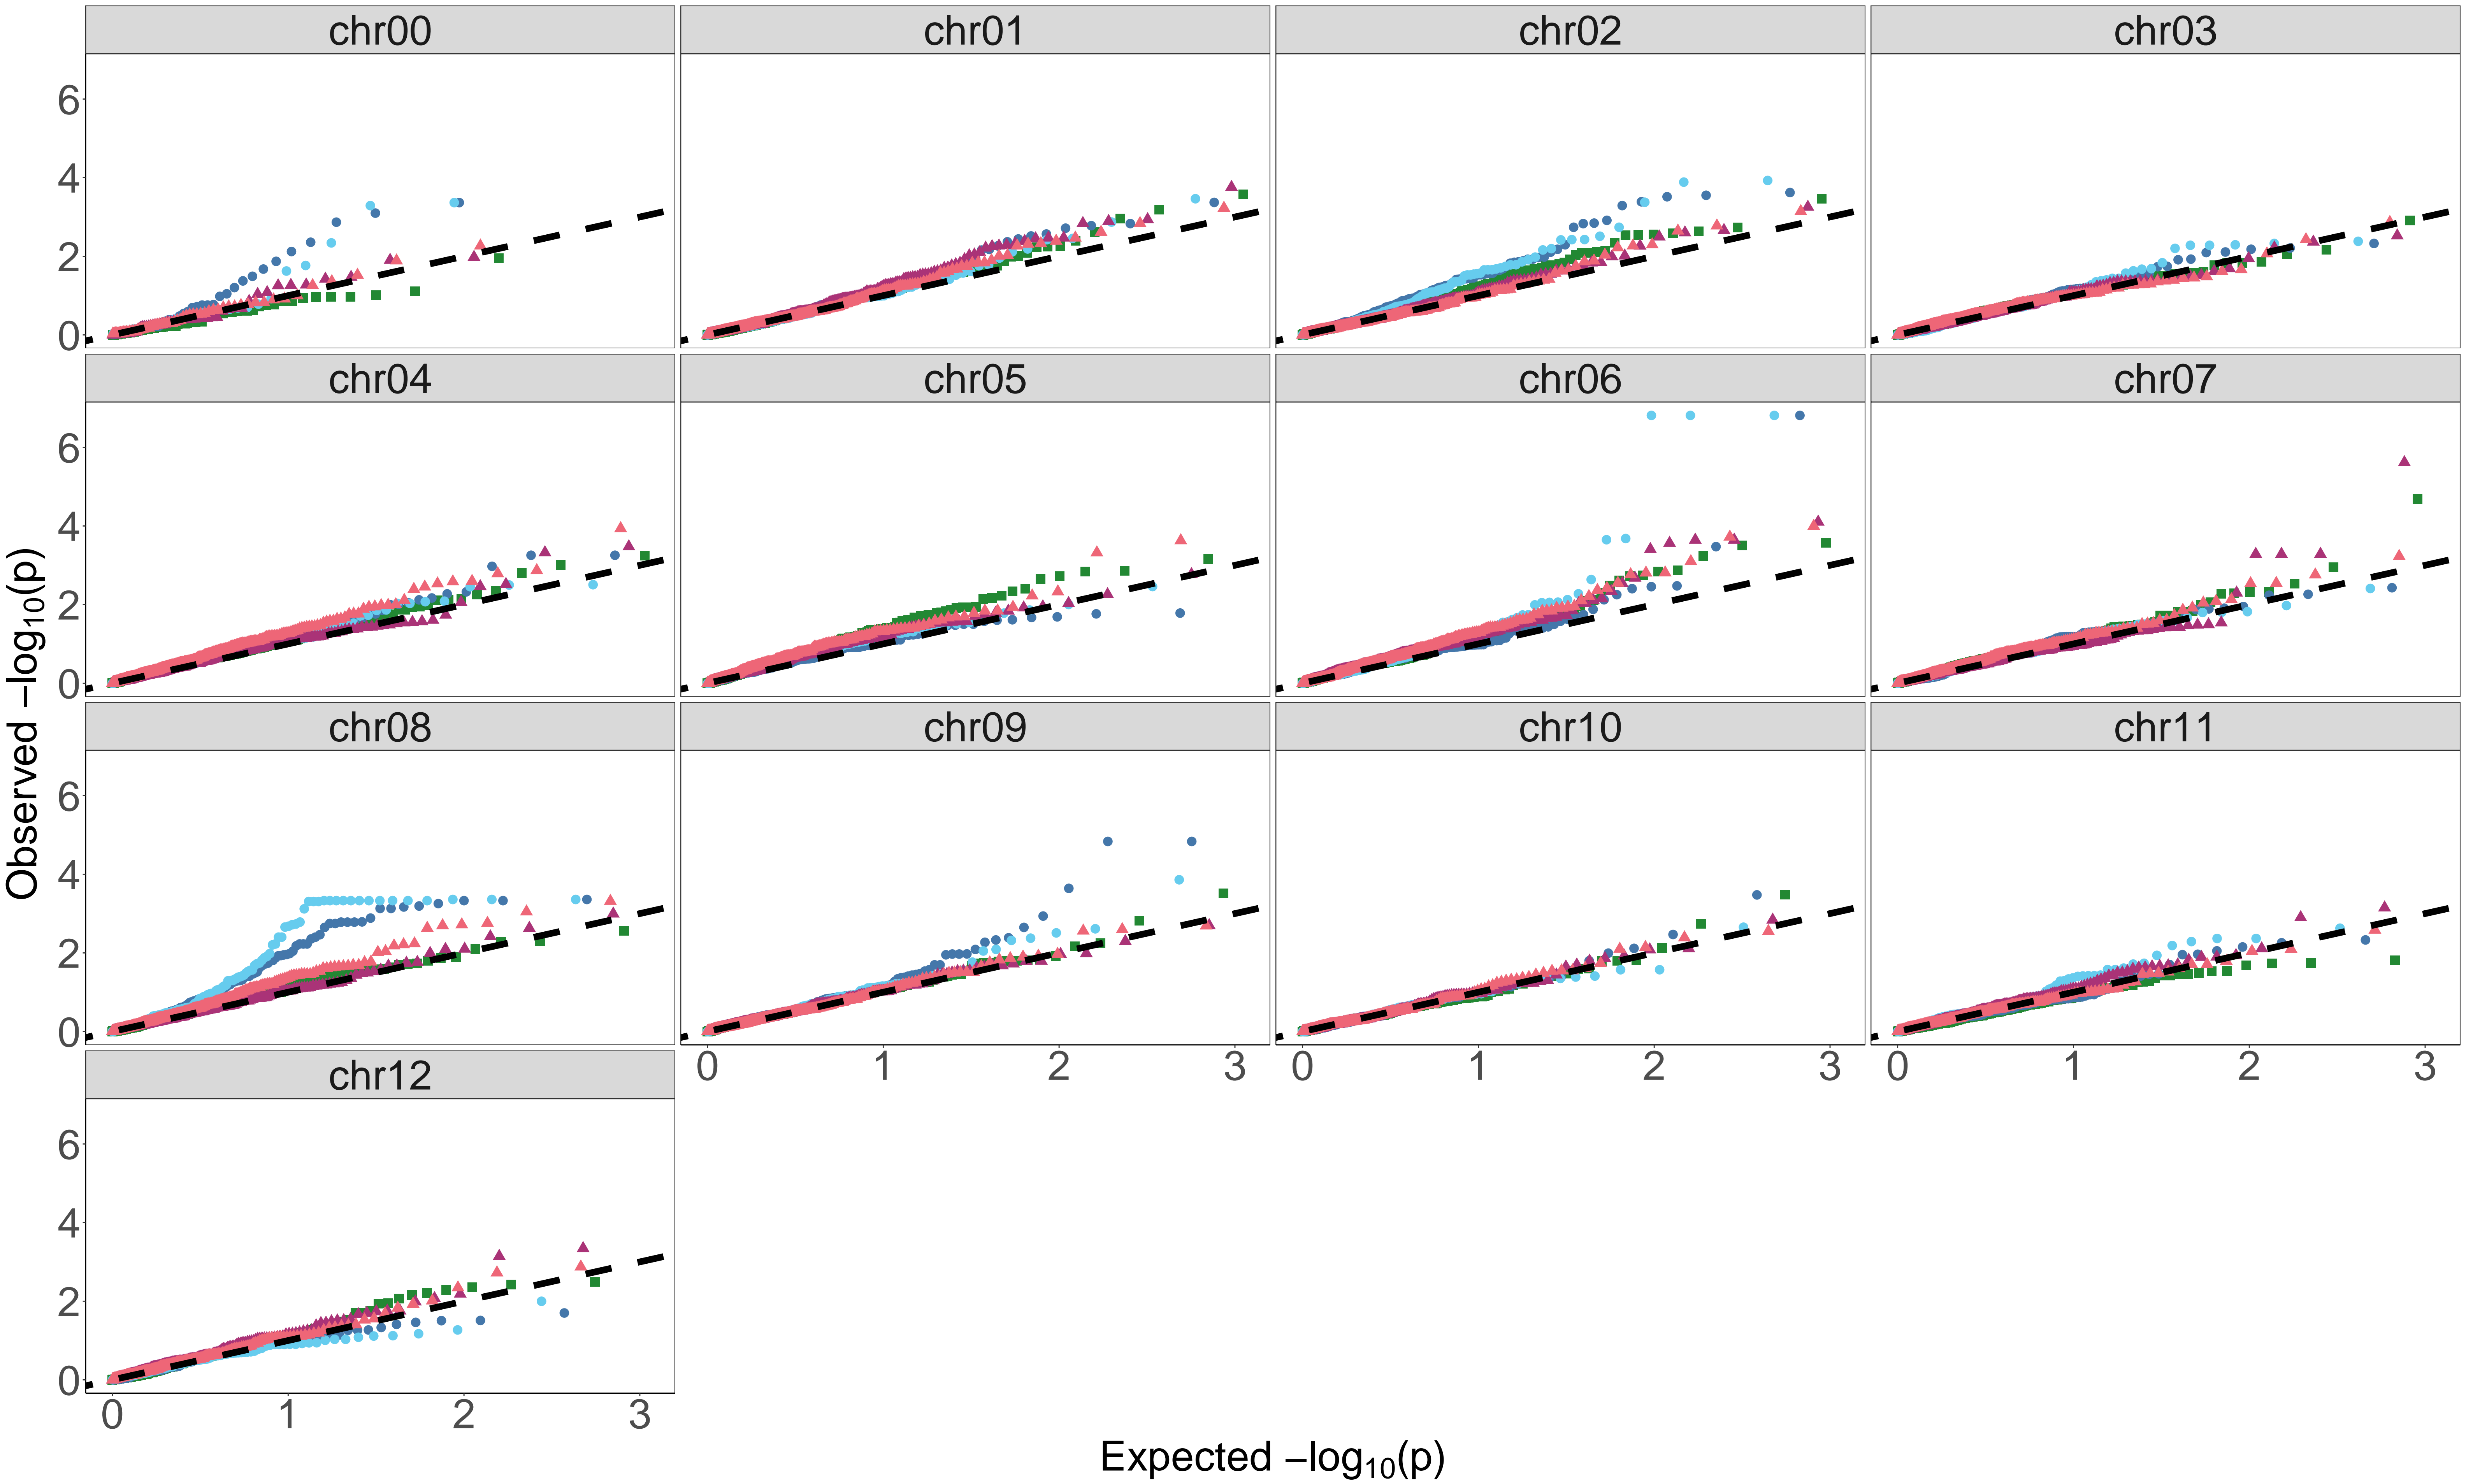 chr00 chr01 chr02 chr03
6
4
2
0
chr04 chr05 chr06 chr07
6
4
2
0
chr08 chr09 chr10 chr11
6
4
2
0
0 1 2 3 0 1 2 3 0 1 2 3
chr12
6
4
2
0
0 1 2 3
Observed −log10(p)
Expected −log10(p)